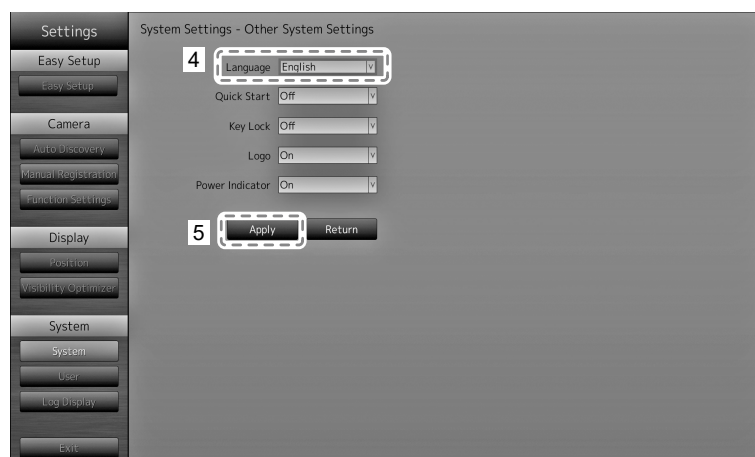 Settings
Easy Setup
Easy Setup
Camera
Auto Discovery
Manual Registration
Function Settings
Display
Position
Visibility Optimizer
System
System
User
Log Display
Exit
System Settings - Other System Settings
4
Language English
Quick Start Off
Key Lock Off
Logo On
Power Indicator On
5
Apply Return